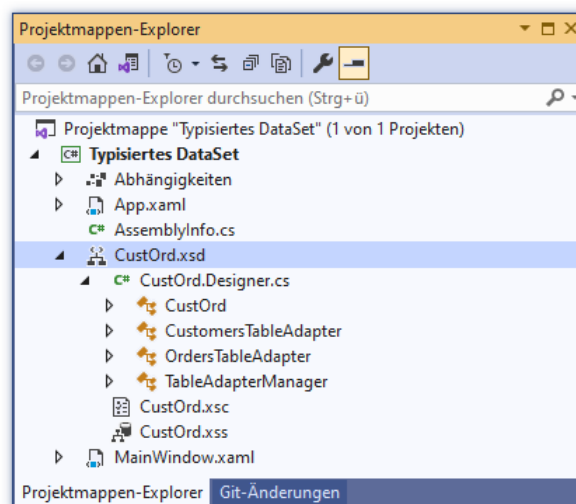 Projektmappen-Explorer
Projektmappen-Explorer durchsuchen (Strg+ü)
Projektmappe "Typisiertes DataSet" (1 von 1 Projekten)
C# Typisiertes DataSet
Abhängigkeiten
App.xaml
C# AssemblyInfo.cs
CustOrd.xsd
C# CustOrd.Designer.cs
CustOrd
CustomersTableAdapter
OrdersTableAdapter
TableAdapterManager
CustOrd.xsc
CustOrd.xss
MainWindow.xaml
Projektmappen-Explorer Git-Änderungen